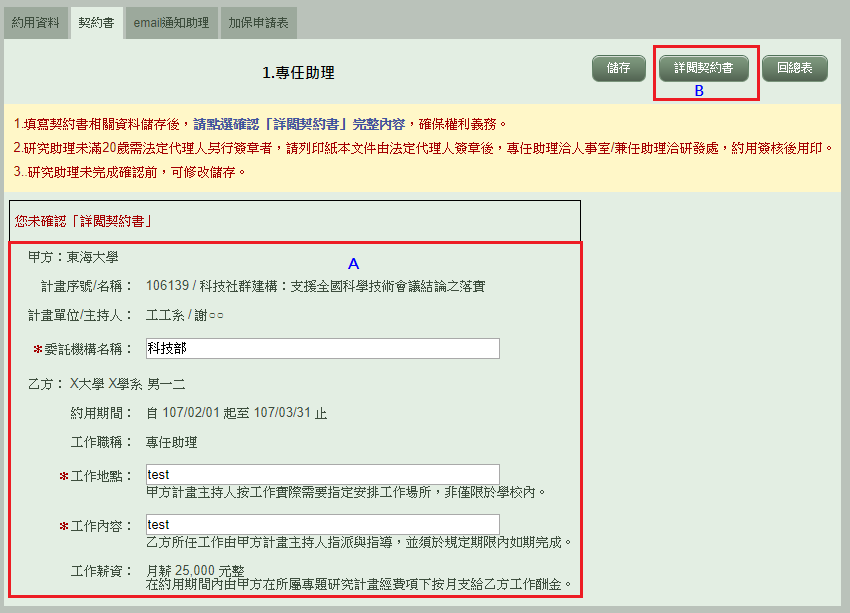 約用資料 契約書 email通知助理 加保申請表
1.專任助理 儲存 詳閱契約書 回總表
B
1.填寫契約書相關資料儲存後，請點選確認「詳閱契約書」完整內容，確保權利義務。
2.研究助理未滿20歲需法定代理人另行簽章者，請列印紙本文件由法定代理人簽章後，專任助理洽人事室/兼任助理洽研發處，約用簽核後用印。
3..研究助理未完成確認前，可修改儲存。
您未確認「詳閱契約書」
甲方：東海大學
A
計畫序號/名稱： 106139 / 科技社群建構：支援全國科學技術會議結論之落實
計畫單位/主持人： 工工系 / 謝○○
*委託機構名稱： 科技部
乙方： X大學 X學系 男一二
約用期間： 自 107/02/01 起至 107/03/31 止
工作職稱： 專任助理
*工作地點： test
甲方計畫主持人按工作實際需要指定安排工作場所，非僅限於學校內。
*工作內容： test
乙方所任工作由甲方計畫主持人指派與指導，並須於規定期限內如期完成。
工作薪資： 月薪 25,000 元整
在約用期間內由甲方在所屬專題研究計畫經費項下按月支給乙方工作酬金。